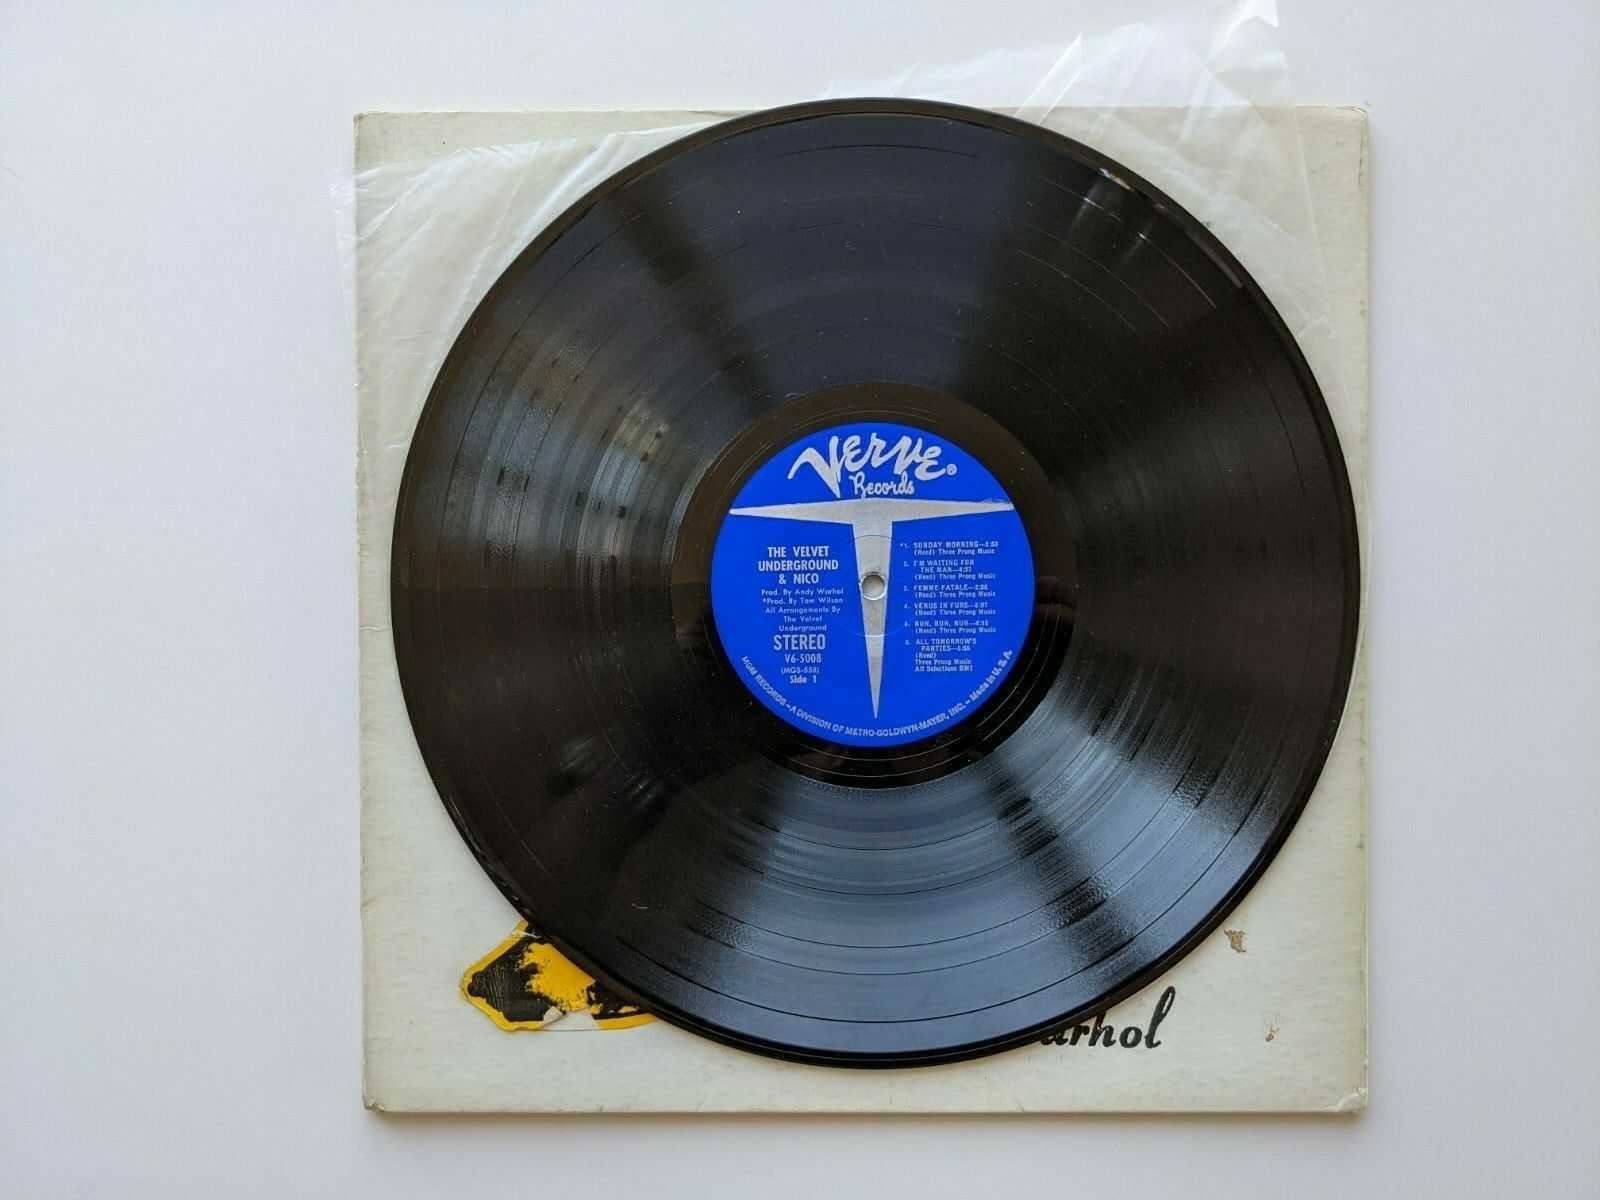 VERVE®
Records
THE VELVET
UNDERGROUND
& NICO
Prod. By Andy Warhol
*Prod. By Tom Wilson
All Arrangements By
The Velvet
Underground
STEREO
V6-5008
(MGS-558)
Side 1
*1. SUNDAY MORNING—2:53
(Reed) Three Prong Music
2. I'M WAITING FOR
THE MAN—4:37
(Reed) Three Prong Music
3. FEMME FATALE—2:35
(Reed) Three Prong Music
4. VENUS IN FURS—5:07
(Reed) Three Prong Music
5. RUN, RUN, RUN—4:18
(Reed) Three Prong Music
6. ALL TOMORROW'S
PARTIES—5:55
(Reed)
Three Prong Music
All Selections BMI
MGM RECORDS – A DIVISION OF METRO-GOLDWYN-MAYER, INC. – Made in U.S.A.
arhol